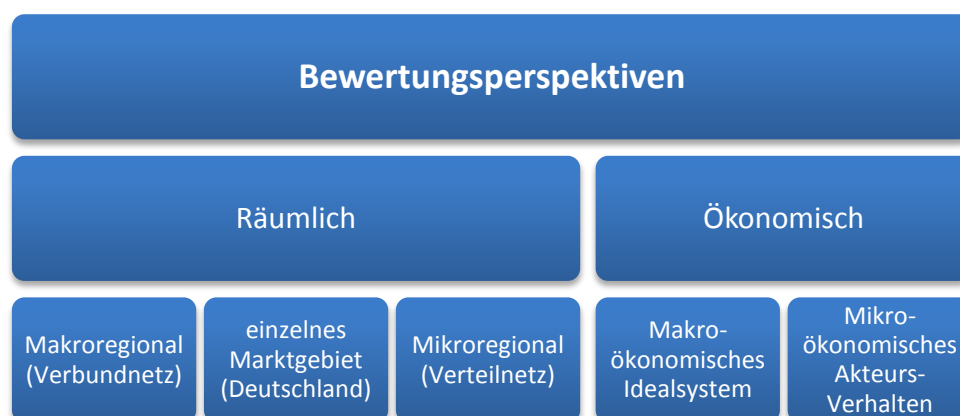 Bewertungsperspektiven
Räumlich
Ökonomisch
Makroregional
(Verbundnetz)
einzelnes
Marktgebiet
(Deutschland)
Mikroregional
(Verteilnetz)
Makro-
ökonomisches
Idealsystem
Mikro-
ökonomisches
Akteurs-
Verhalten